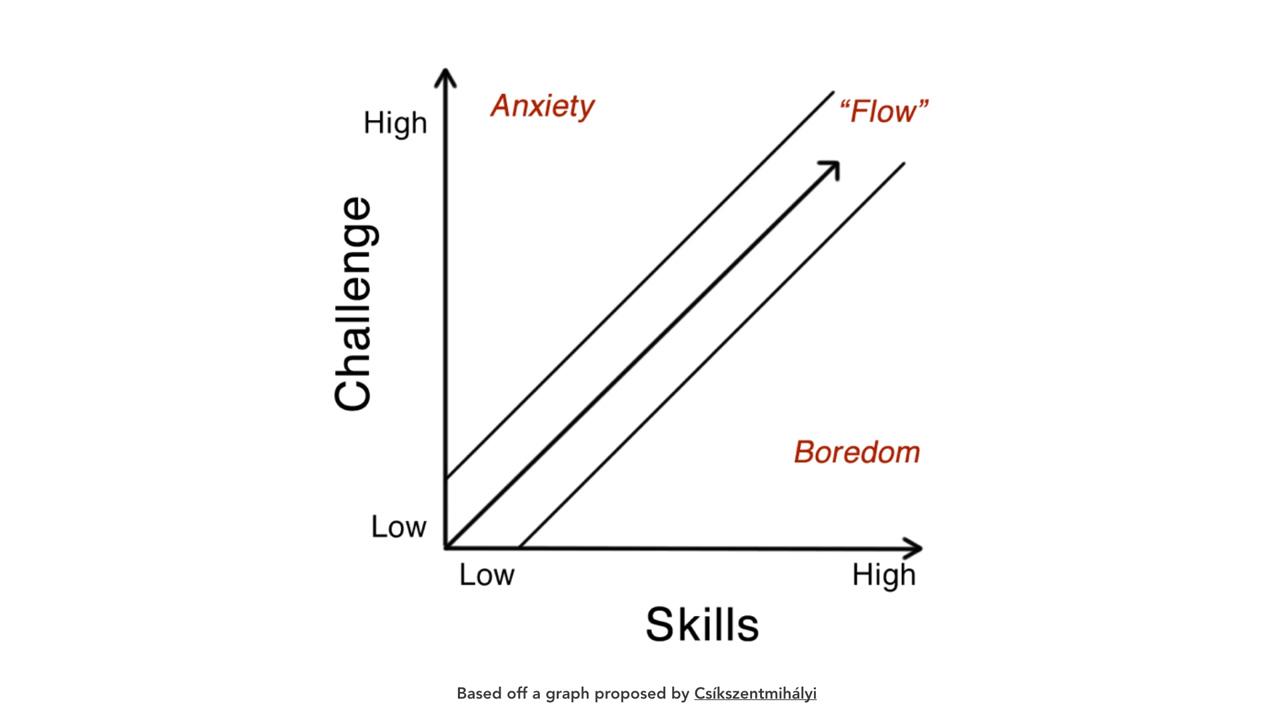 Anxiety
“Flow”
High
Challenge
Boredom
Low
Low
High
Skills
Based off a graph proposed by Csíkszentmihályi